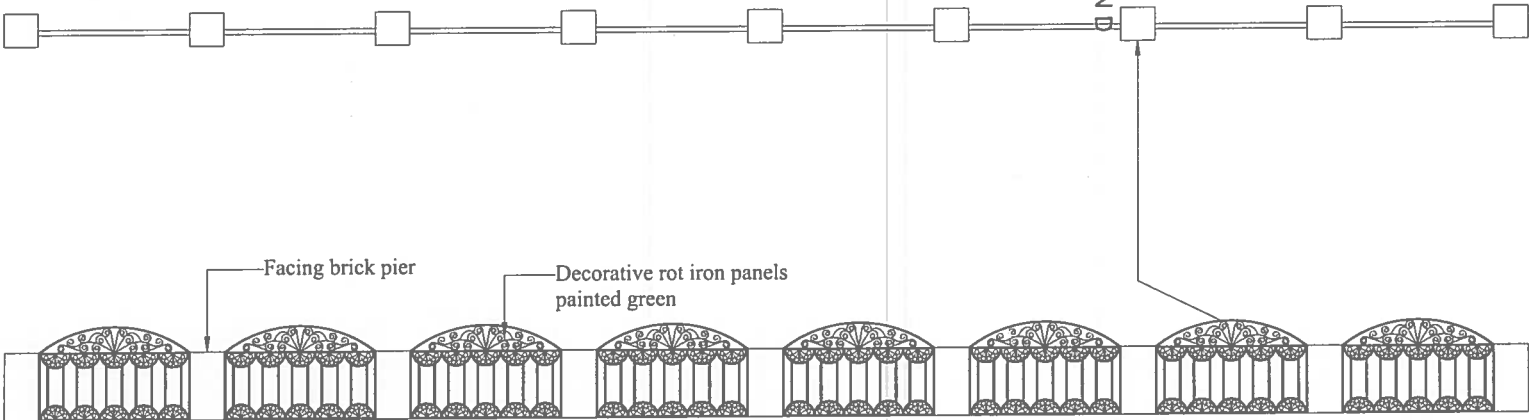 N D
Facing brick pier
Decorative rot iron panels
painted green